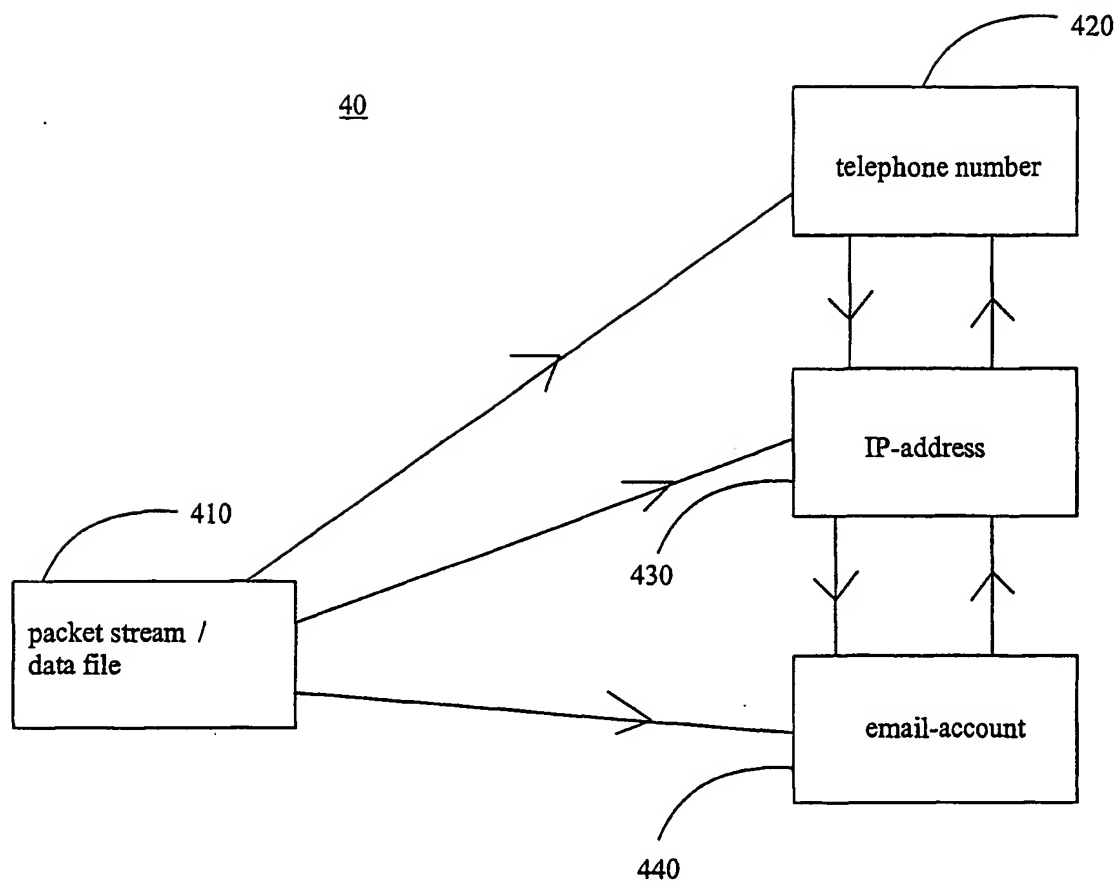 420
40
telephone number
IP-address
410
430
packet stream /
data file
email-account
440